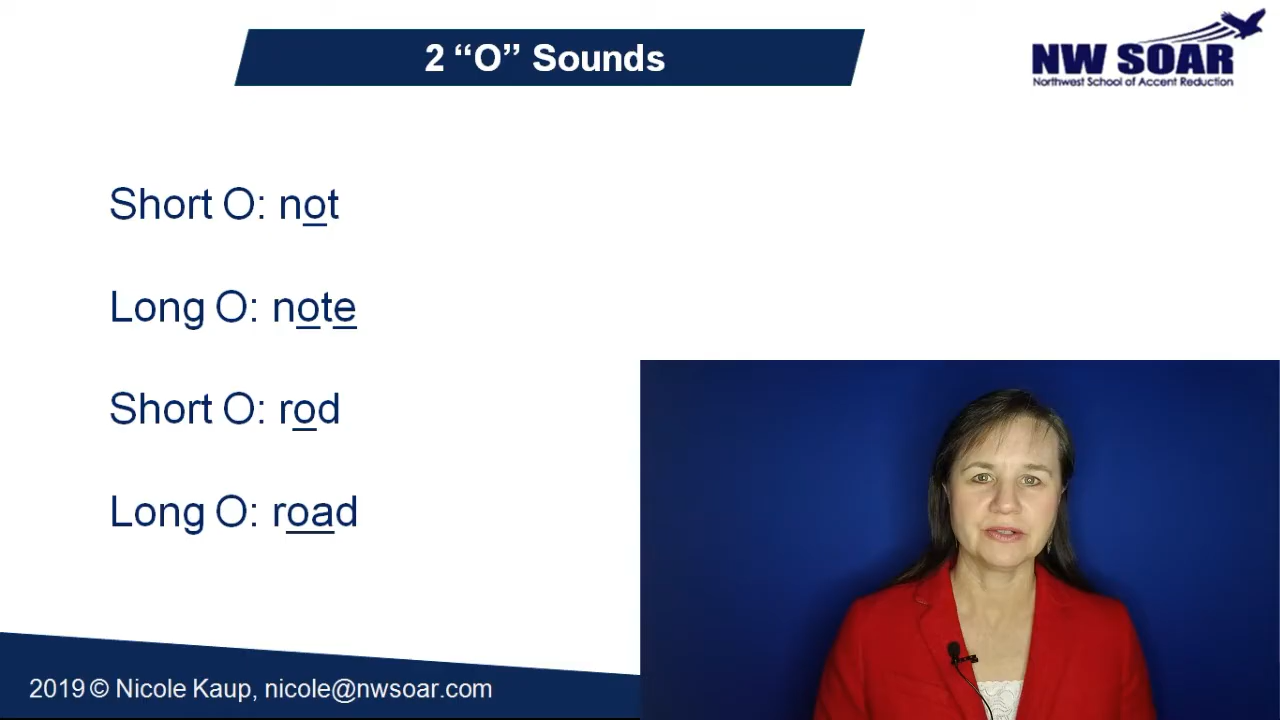 2 “O” Sounds
NW SOAR
Northwest School of Accent Reduction
Short O: not
Long O: note
Short O: rod
Long O: road
2019 © Nicole Kaup, nicole@nwsoar.com